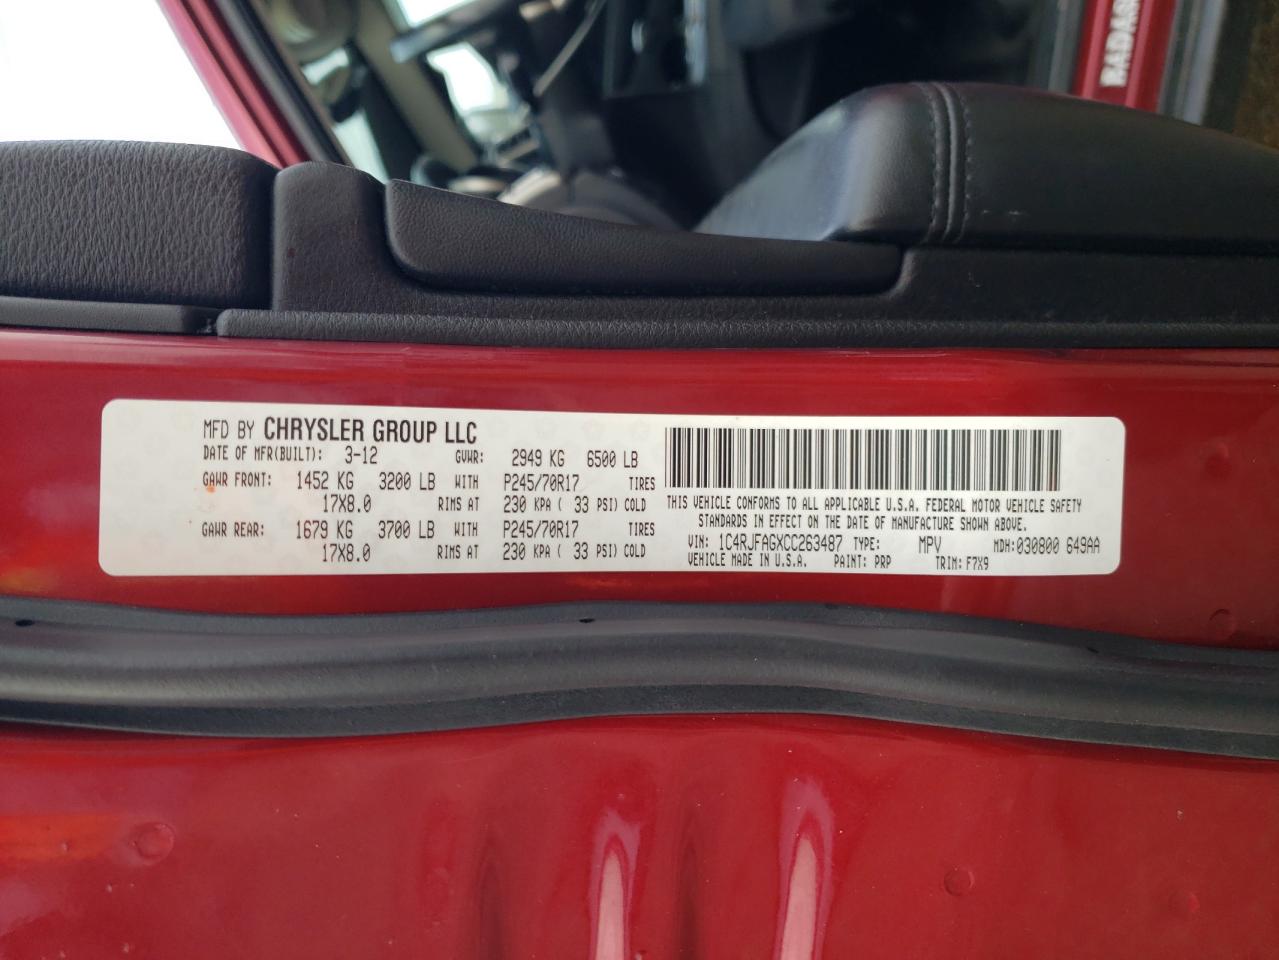 BADASS
MFD BY CHRYSLER GROUP LLC
DATE OF MFR(BUILT): 3-12 GVWR: 2949 KG 6500 LB
GAWR FRONT: 1452 KG 3200 LB WITH P245/70R17 TIRES
17X8.0 RIMS AT 230 KPA ( 33 PSI) COLD
GAWR REAR: 1679 KG 3700 LB WITH P245/70R17 TIRES
17X8.0 RIMS AT 230 KPA ( 33 PSI) COLD
THIS VEHICLE CONFORMS TO ALL APPLICABLE U.S.A. FEDERAL MOTOR VEHICLE SAFETY
STANDARDS IN EFFECT ON THE DATE OF MANUFACTURE SHOWN ABOVE.
VIN: 1C4RJFAGXCC263487 TYPE: MPV MDH:030800 649AA
VEHICLE MADE IN U.S.A. PAINT: PRP TRIM: F7X9